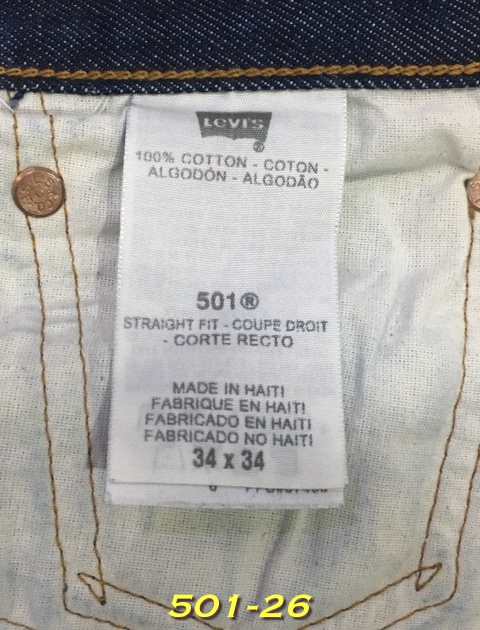 Levi's
®
100% COTTON - COTON -
ALGODÓN - ALGODÃO
501®
STRAIGHT FIT - COUPE DROIT
- CORTE RECTO
MADE IN HAITI
FABRIQUE EN HAITI
FABRICADO EN HAITI
FABRICADO NO HAITI
34 x 34
501-26